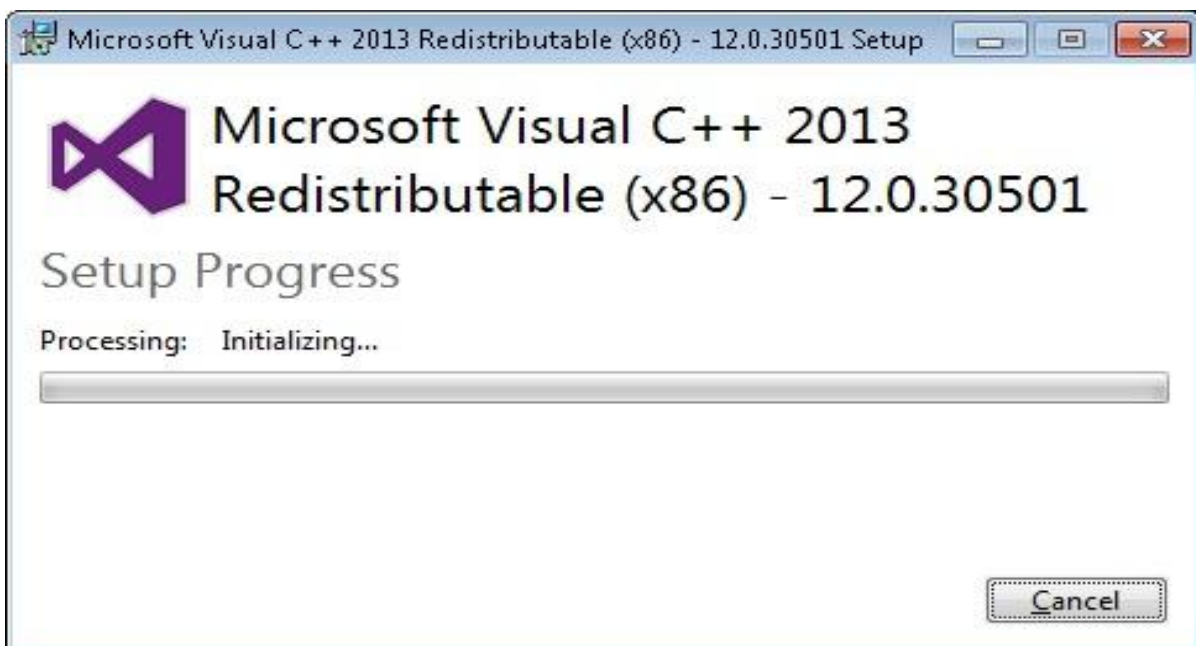 Microsoft Visual C++ 2013 Redistributable (x86) - 12.0.30501 Setup
Microsoft Visual C++ 2013
Redistributable (x86) - 12.0.30501
Setup Progress
Processing: Initializing...
Cancel